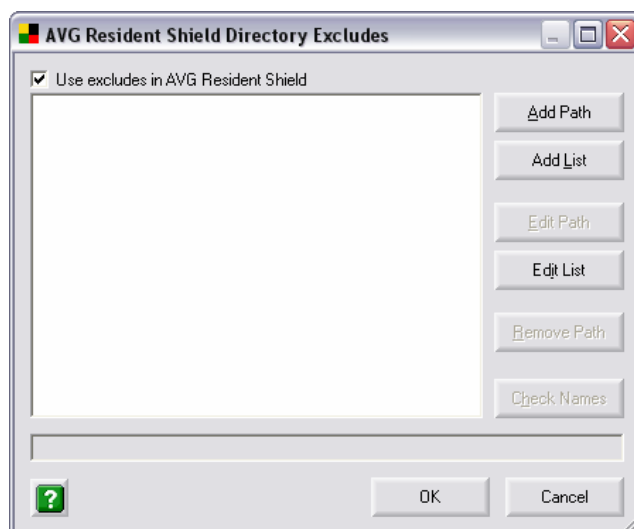 AVG Resident Shield Directory Excludes
Use excludes in AVG Resident Shield
Add Path
Add List
Edit Path
Edit List
Remove Path
Check Names
?
OK
Cancel